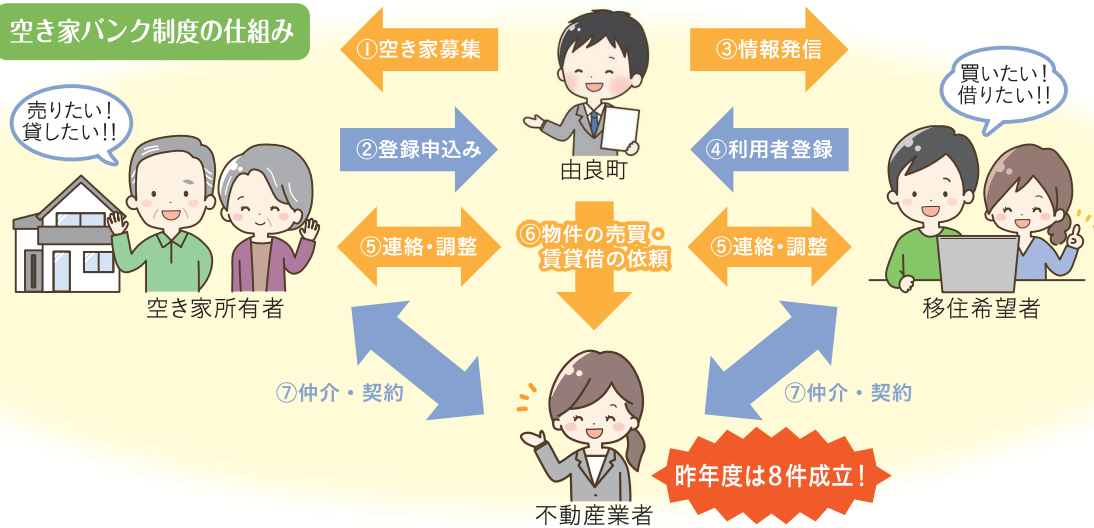 空き家バンク制度の仕組み
①空き家募集
③情報発信
売りたい!
貸したい!!
買いたい!
借りたい!!
②登録申込み
④利用者登録
由良町
⑤連絡・調整
⑥物件の売買・
賃貸借の依頼
⑤連絡・調整
空き家所有者
移住希望者
⑦仲介・契約
⑦仲介・契約
昨年度は8件成立!
不動産業者